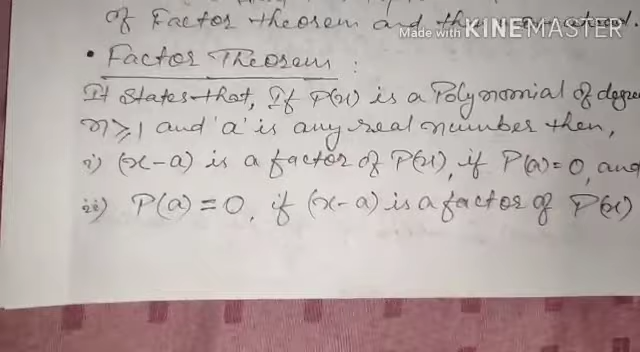 of Factor theorem and the
Made with KINEMASTER
• Factor Theorem :
It states that, If P(x) is a Polynomial of degree
n ≥ 1 and 'a' is any real number then,
i) (x-a) is a factor of P(x), if P(a) = 0, and
ii) P(a) = 0, if (x-a) is a factor of P(x)